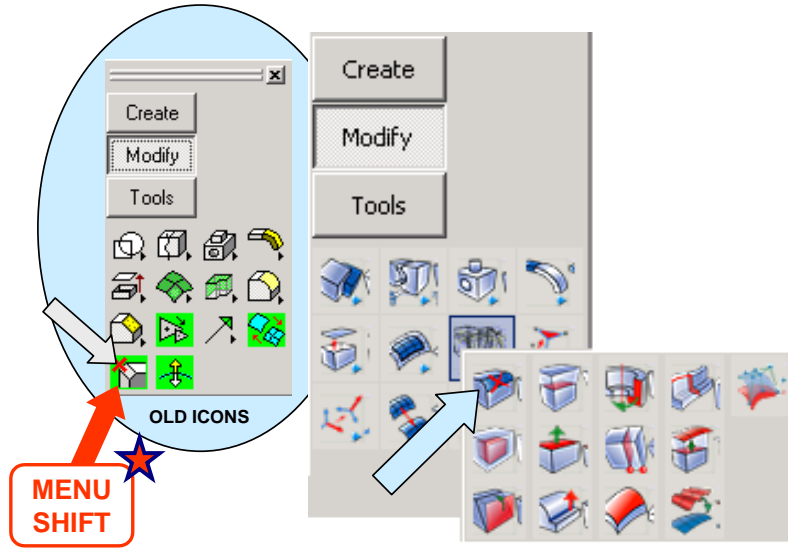 Create
Modify
Tools
OLD ICONS
MENU
SHIFT
Create
Modify
Tools